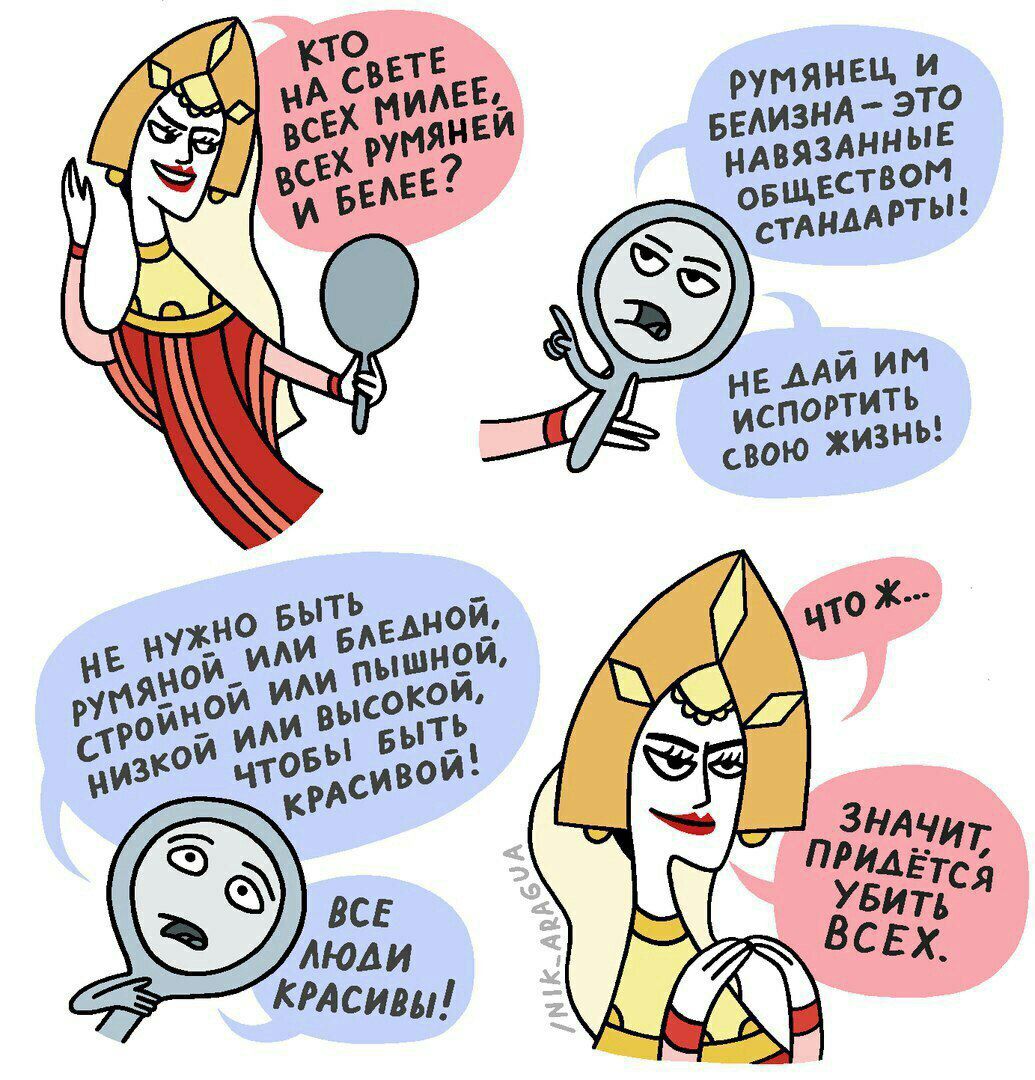 КТО
НА СВЕТЕ
ВСЕХ МИЛЕЕ,
ВСЕХ РУМЯНЕЙ
И БЕЛЕЕ?
РУМЯНЕЦ И
БЕЛИЗНА – ЭТО
НАВЯЗАННЫЕ
ОБЩЕСТВОМ
СТАНДАРТЫ!
НЕ ДАЙ ИМ
ИСПОРТИТЬ
СВОЮ ЖИЗНЬ!
НЕ НУЖНО БЫТЬ
РУМЯНОЙ ИЛИ БЛЕДНОЙ,
СТРОЙНОЙ ИЛИ ПЫШНОЙ,
НИЗКОЙ ИЛИ ВЫСОКОЙ,
ЧТОБЫ БЫТЬ
КРАСИВОЙ!
ВСЕ
ЛЮДИ
КРАСИВЫ!
ЧТО Ж...
ЗНАЧИТ,
ПРИДЁТСЯ
УБИТЬ
ВСЕХ.
/NIK_ARAGUA